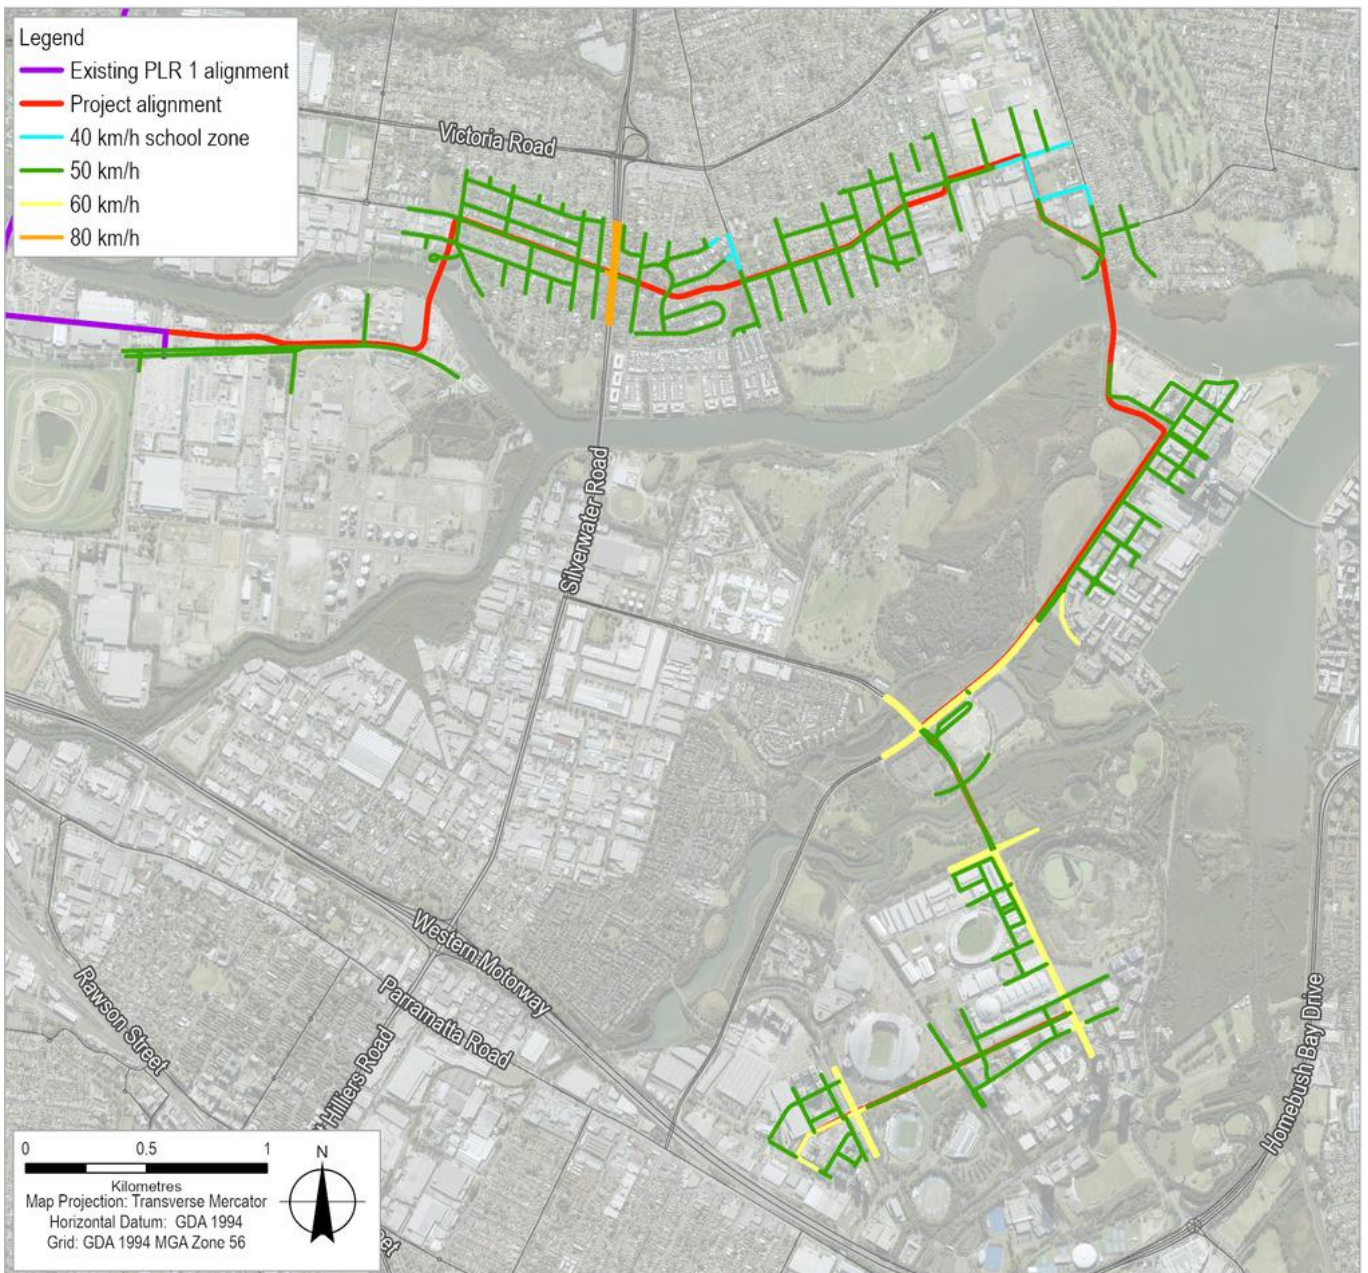 Legend
Existing PLR 1 alignment
Project alignment
40 km/h school zone
50 km/h
60 km/h
80 km/h
Victoria Road
Silverwater Road
Western Motorway
Parramatta Road
Rawson Street
Hilliers Road
Homebush Bay Drive
0 0.5 1
Kilometres
Map Projection: Transverse Mercator
Horizontal Datum: GDA 1994
Grid: GDA 1994 MGA Zone 56
N